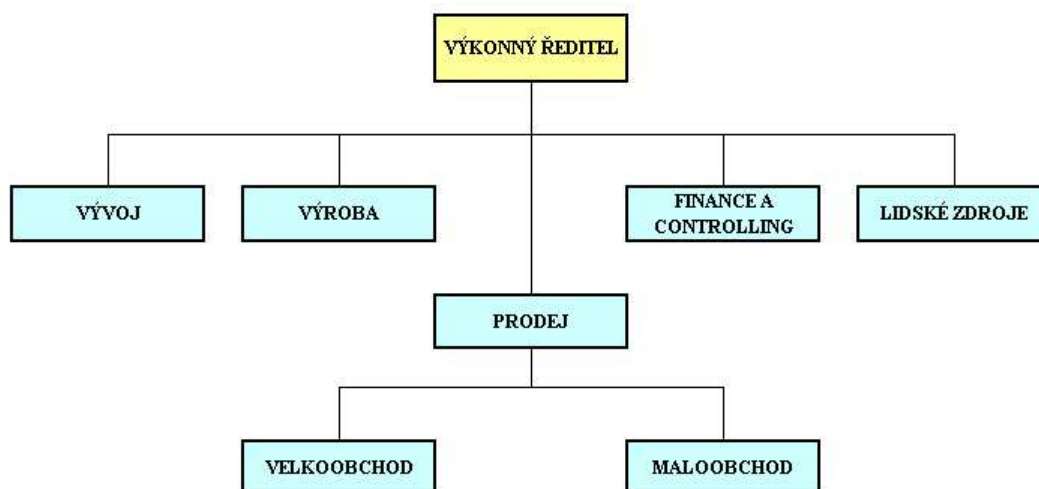 VÝKONNÝ ŘEDITEL
VÝVOJ
VÝROBA
FINANCE A
CONTROLLING
LIDSKÉ ZDROJE
PRODEJ
VELKOOBCHOD
MALOOBCHOD